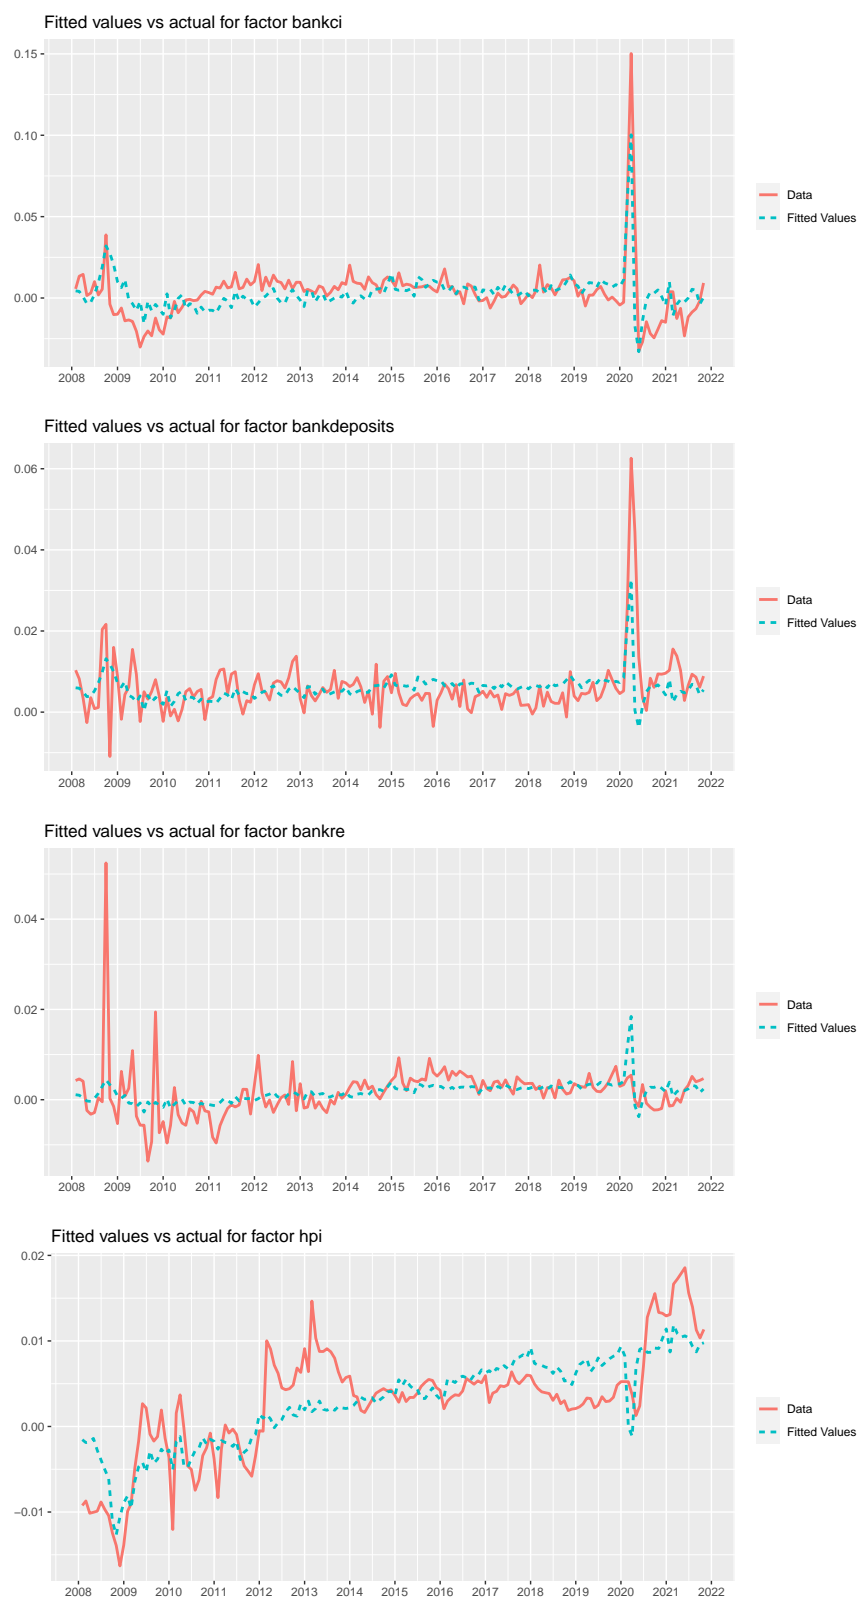 Fitted values vs actual for factor bankci
0.15
0.10
0.05
0.00
2008 2009 2010 2011 2012 2013 2014 2015 2016 2017 2018 2019 2020 2021 2022
Data
Fitted Values
Fitted values vs actual for factor bankdeposits
0.06
0.04
0.02
0.00
2008 2009 2010 2011 2012 2013 2014 2015 2016 2017 2018 2019 2020 2021 2022
Data
Fitted Values
Fitted values vs actual for factor bankre
0.04
0.02
0.00
2008 2009 2010 2011 2012 2013 2014 2015 2016 2017 2018 2019 2020 2021 2022
Data
Fitted Values
Fitted values vs actual for factor hpi
0.02
0.01
0.00
−0.01
2008 2009 2010 2011 2012 2013 2014 2015 2016 2017 2018 2019 2020 2021 2022
Data
Fitted Values